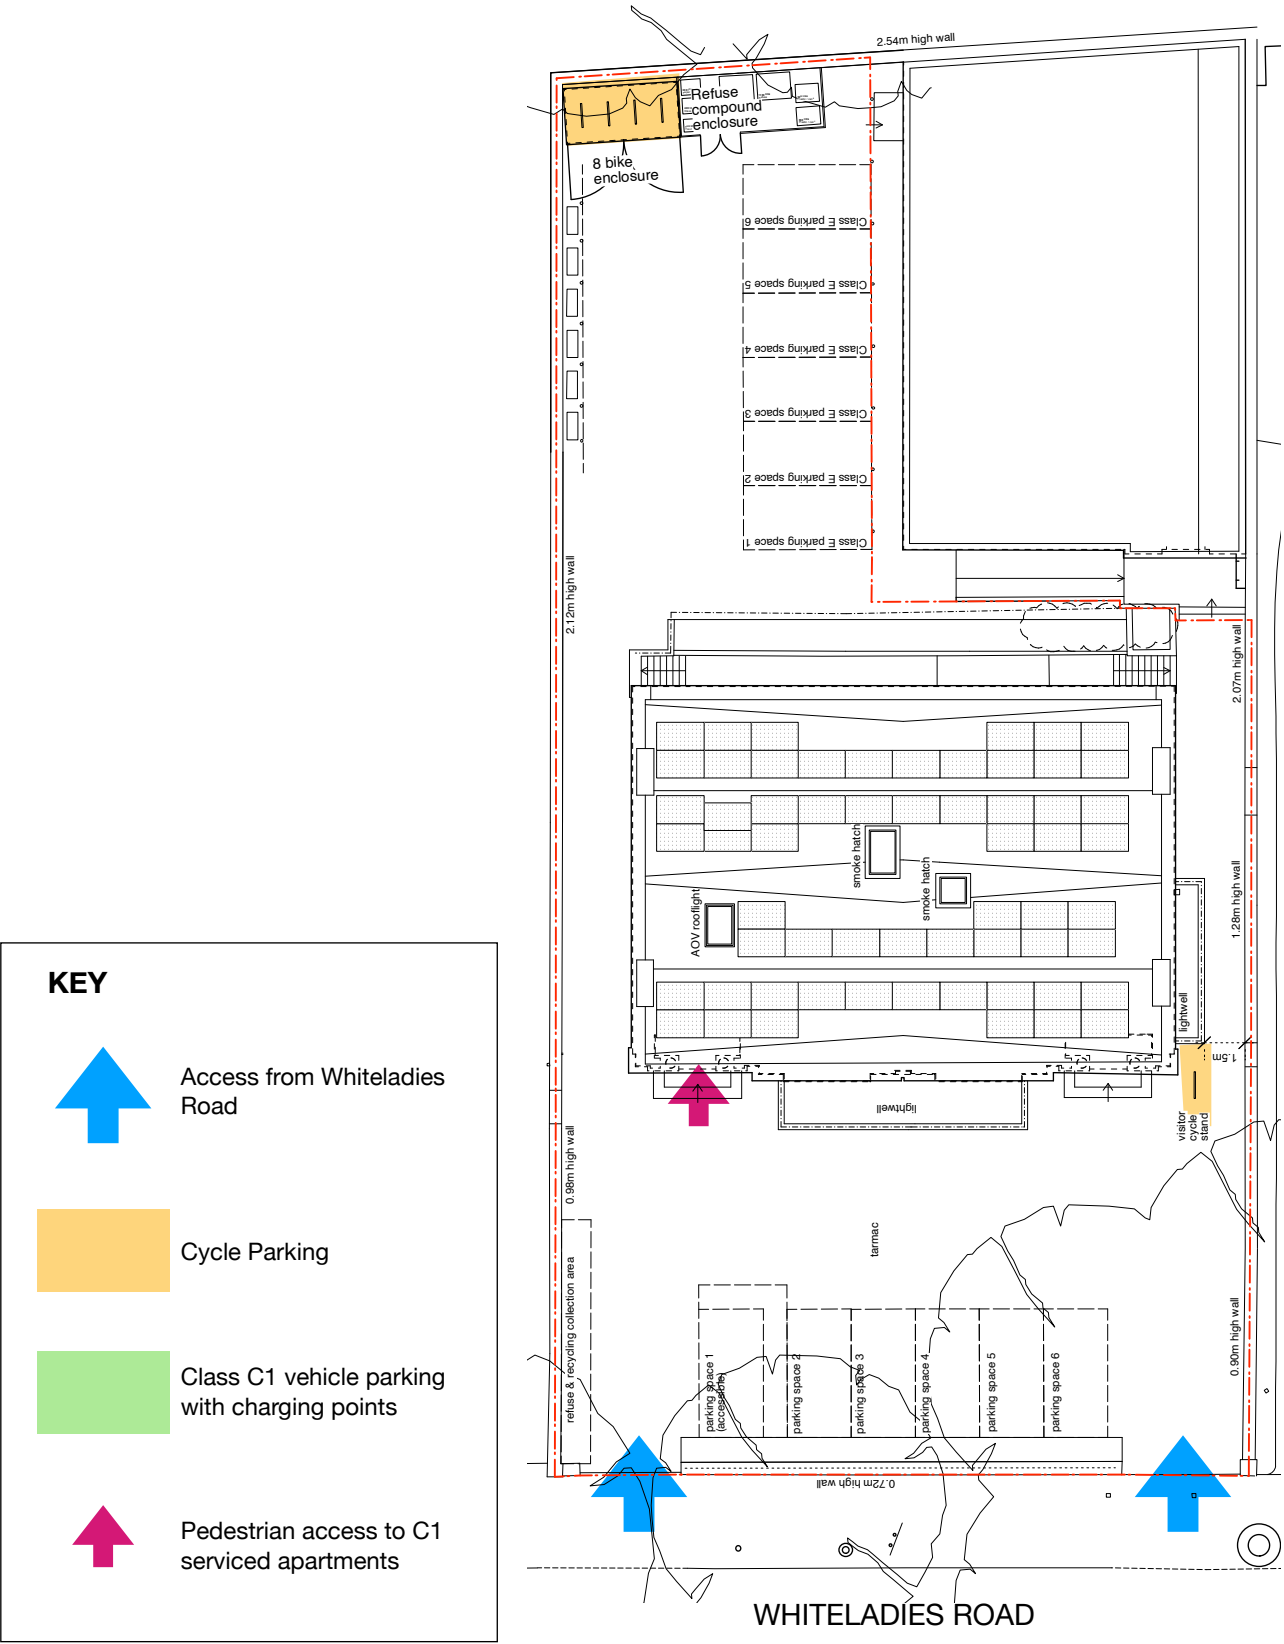 2.54m high wall
Refuse
compound
enclosure
8 bike
enclosure
Class E parking space 6
Class E parking space 5
Class E parking space 4
Class E parking space 3
Class E parking space 2
Class E parking space 1
2.12m high wall
2.07m high wall
smoke hatch
smoke hatch
AOV rooflight
1.28m high wall
lightwell
1.5m
lightwell
visitor
cycle
stand
0.98m high wall
tarmac
refuse & recycling collection area
parking space 1
(accessible)
parking space 2
parking space 3
parking space 4
parking space 5
parking space 6
0.90m high wall
0.72m high wall
WHITELADIES ROAD
KEY
Access from Whiteladies
Road
Cycle Parking
Class C1 vehicle parking
with charging points
Pedestrian access to C1
serviced apartments